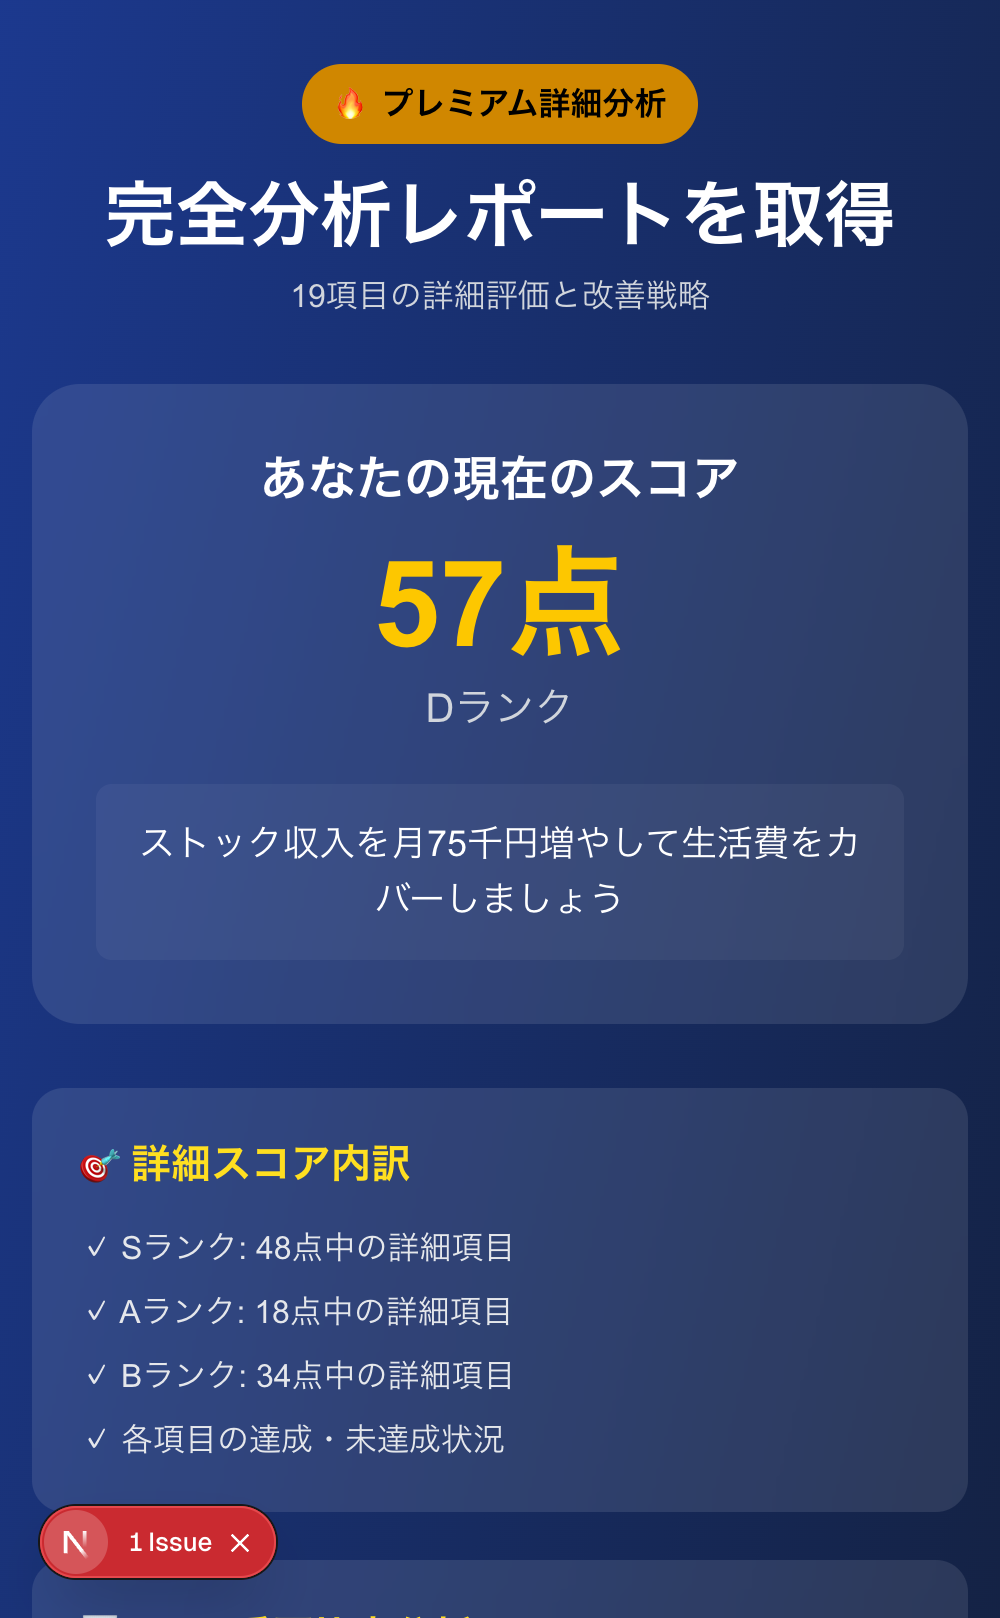 🔥 プレミアム詳細分析
完全分析レポートを取得
19項目の詳細評価と改善戦略
あなたの現在のスコア
57点
Dランク
ストック収入を月75千円増やして生活費をカ
バーしましょう
🎯 詳細スコア内訳
✓ Sランク: 48点中の詳細項目
✓ Aランク: 18点中の詳細項目
✓ Bランク: 34点中の詳細項目
✓ 各項目の達成・未達成状況
N 1 Issue ×